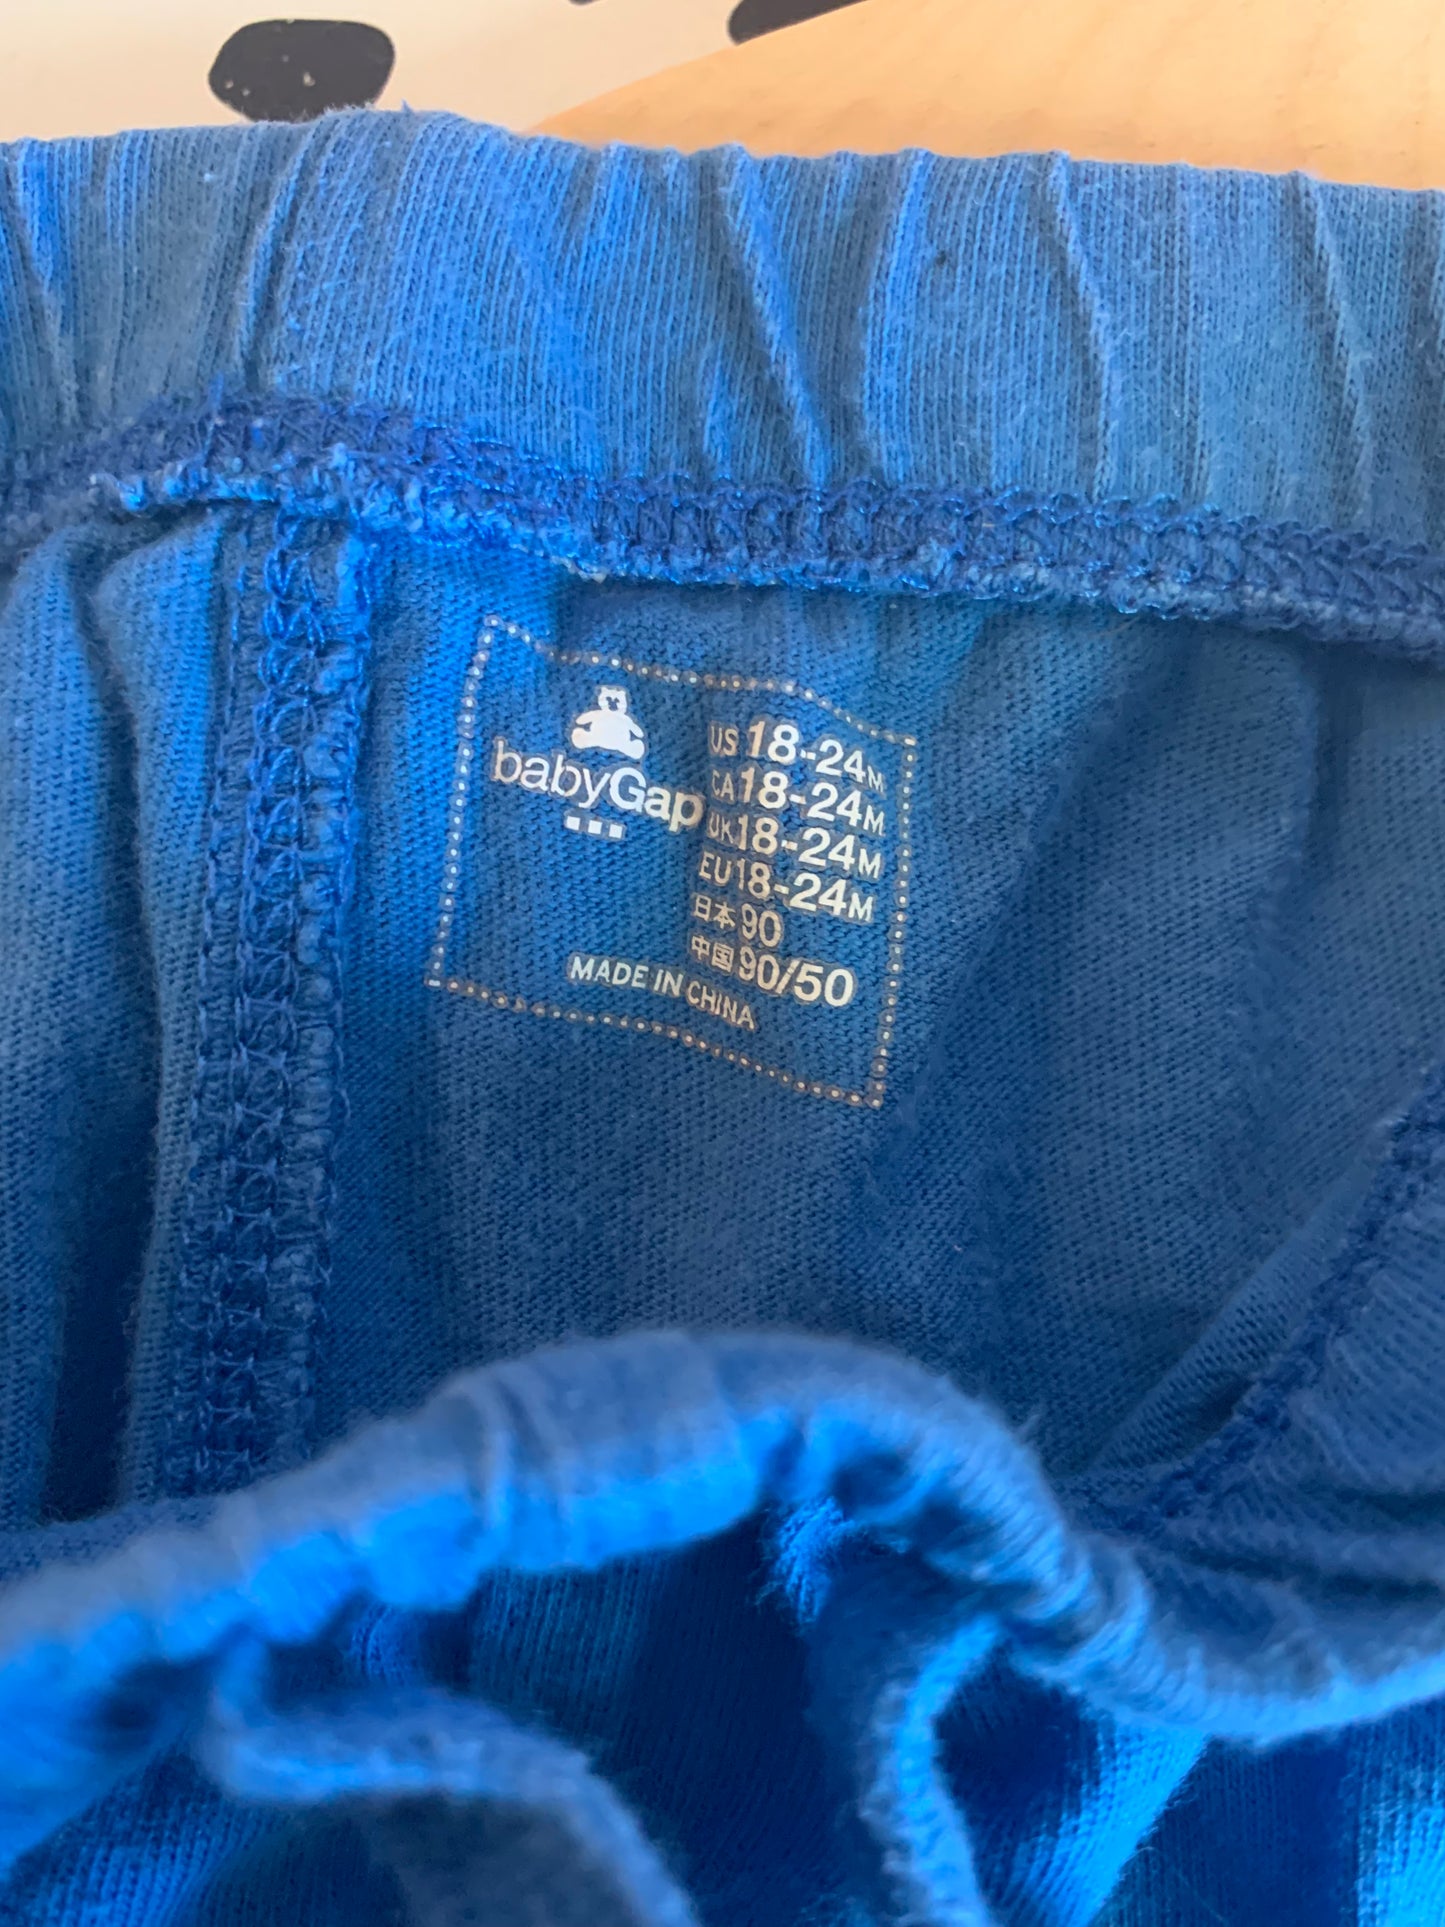 babyGap
US 18-24M
CA 18-24M
UK 18-24M
EU 18-24M
日本 90
中国 90/50
MADE IN CHINA